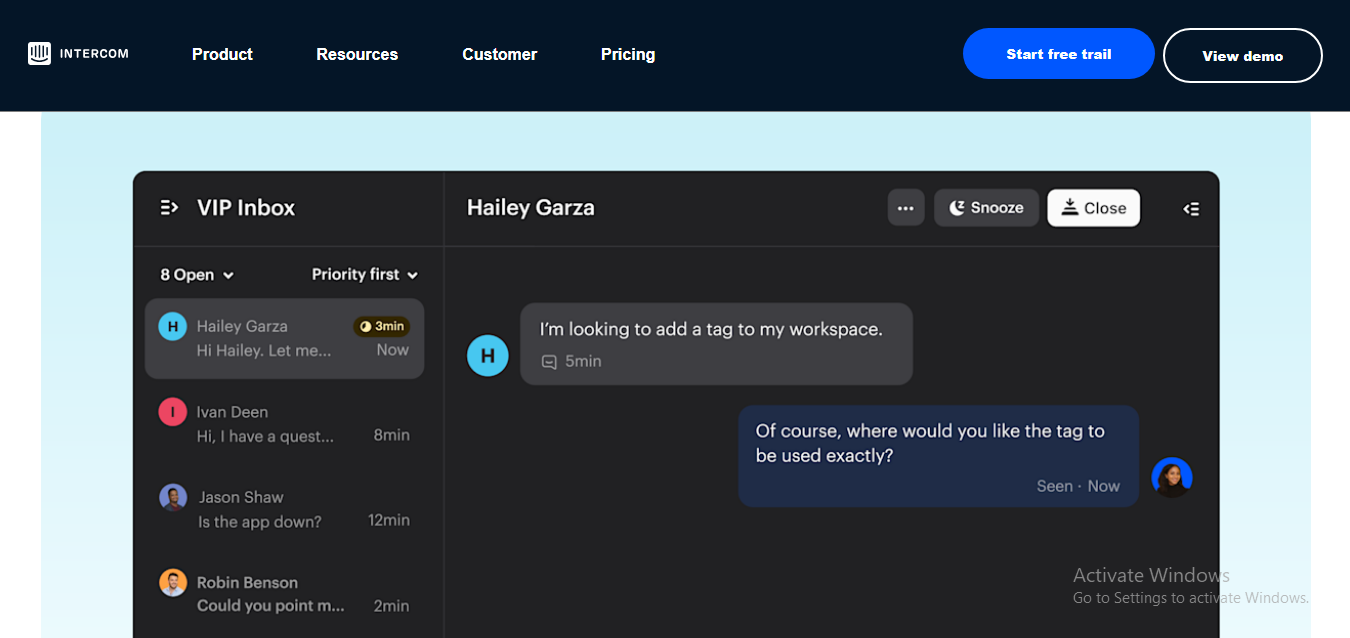 INTERCOM Product Resources Customer Pricing Start free trail View demo
VIP Inbox
8 Open Priority first
H Hailey Garza 3min
Hi Hailey. Let me... Now
I Ivan Deen
Hi, I have a quest... 8min
Jason Shaw
Is the app down? 12min
Robin Benson
Could you point m... 2min
Hailey Garza ... Snooze Close
H I’m looking to add a tag to my workspace.
5min
Of course, where would you like the tag to
be used exactly?
Seen · Now
Activate Windows
Go to Settings to activate Windows.